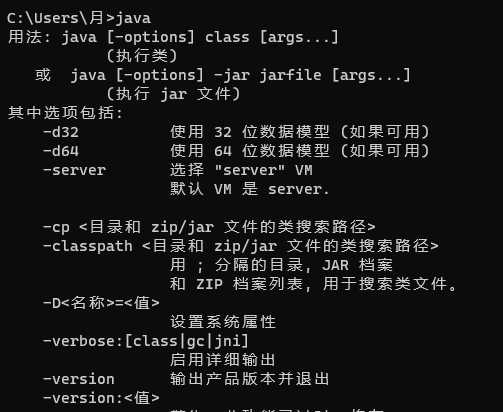 C:\Users\月>java
用法: java [-options] class [args...]
(执行类)
或 java [-options] -jar jarfile [args...]
(执行 jar 文件)
其中选项包括:
-d32 使用 32 位数据模型 (如果可用)
-d64 使用 64 位数据模型 (如果可用)
-server 选择 "server" VM
默认 VM 是 server.
-cp <目录和 zip/jar 文件的类搜索路径>
-classpath <目录和 zip/jar 文件的类搜索路径>
用 ; 分隔的目录, JAR 档案
和 ZIP 档案列表, 用于搜索类文件。
-D<名称>=<值>
设置系统属性
-verbose:[class|gc|jni]
启用详细输出
-version 输出产品版本并退出
-version:<值>